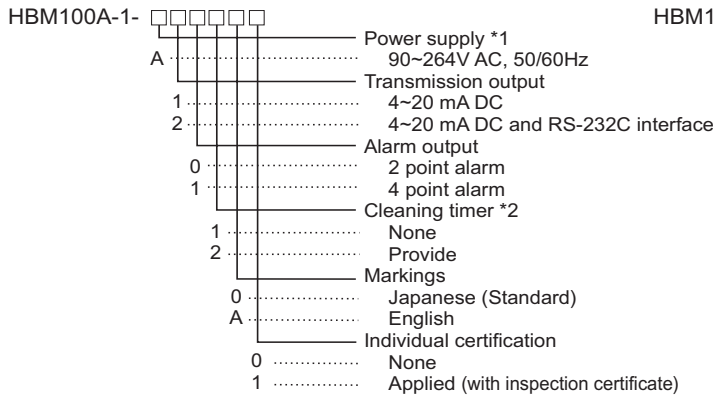 HBM100A-1- □□□□□□
HBM1
Power supply *1
A 90~264V AC, 50/60Hz
Transmission output
1 4~20 mA DC
2 4~20 mA DC and RS-232C interface
Alarm output
0 2 point alarm
1 4 point alarm
Cleaning timer *2
1 None
2 Provide
Markings
0 Japanese (Standard)
A English
Individual certification
0 None
1 Applied (with inspection certificate)